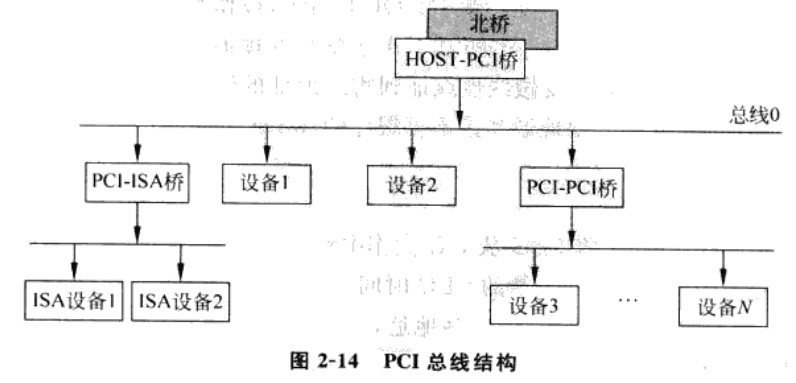 北桥
HOST-PCI桥
总线0
PCI-ISA桥
设备1
设备2
PCI-PCI桥
ISA设备1
ISA设备2
设备3
…
设备N
图 2-14 PCI 总线结构